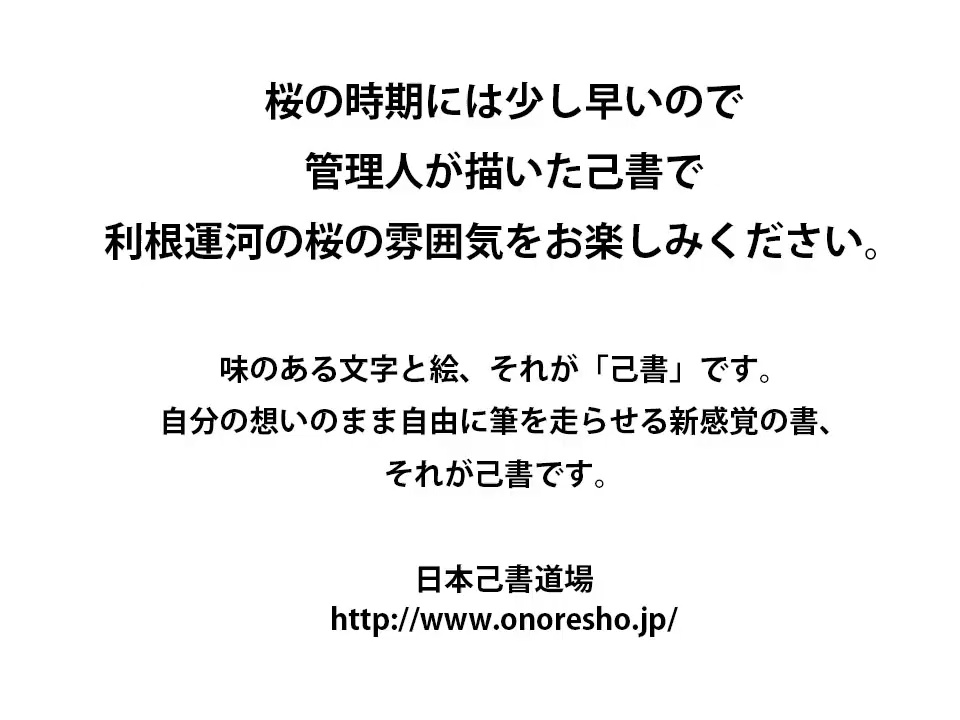 桜の時期には少し早いので
管理人が描いた己書で
利根運河の桜の雰囲気をお楽しみください。
味のある文字と絵、それが「己書」です。
自分の想いのまま自由に筆を走らせる新感覚の書、
それが己書です。
日本己書道場
http://www.onoresho.jp/